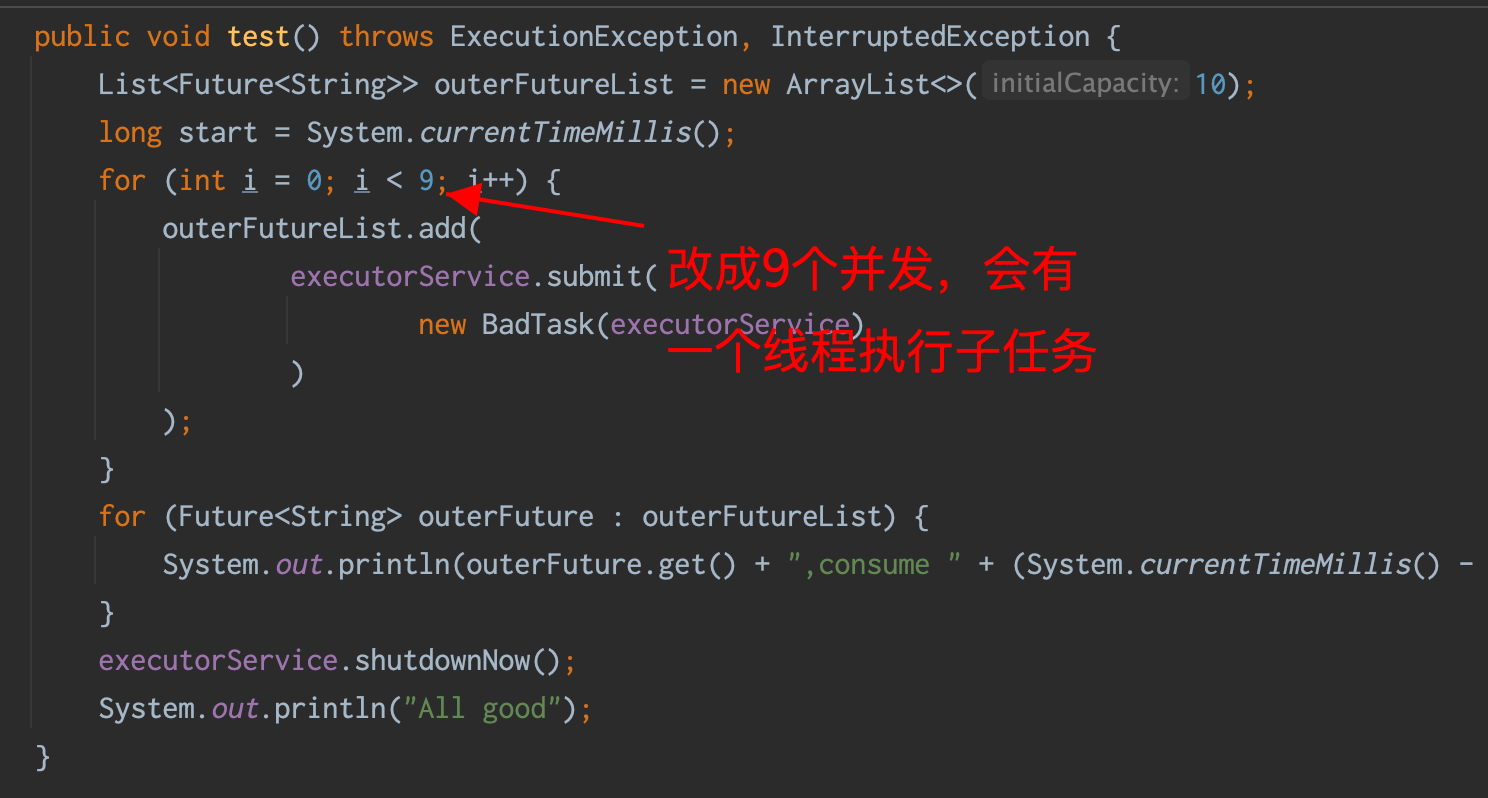 public void test() throws ExecutionException, InterruptedException {
List<Future<String>> outerFutureList = new ArrayList<>( initialCapacity: 10);
long start = System.currentTimeMillis();
for (int i = 0; i < 9; i++) {
outerFutureList.add(
executorService.submit(
改成9个并发，会有
new BadTask(executorService)
一个线程执行子任务
)
);
}
for (Future<String> outerFuture : outerFutureList) {
System.out.println(outerFuture.get() + ",consume " + (System.currentTimeMillis() -
}
executorService.shutdownNow();
System.out.println("All good");
}